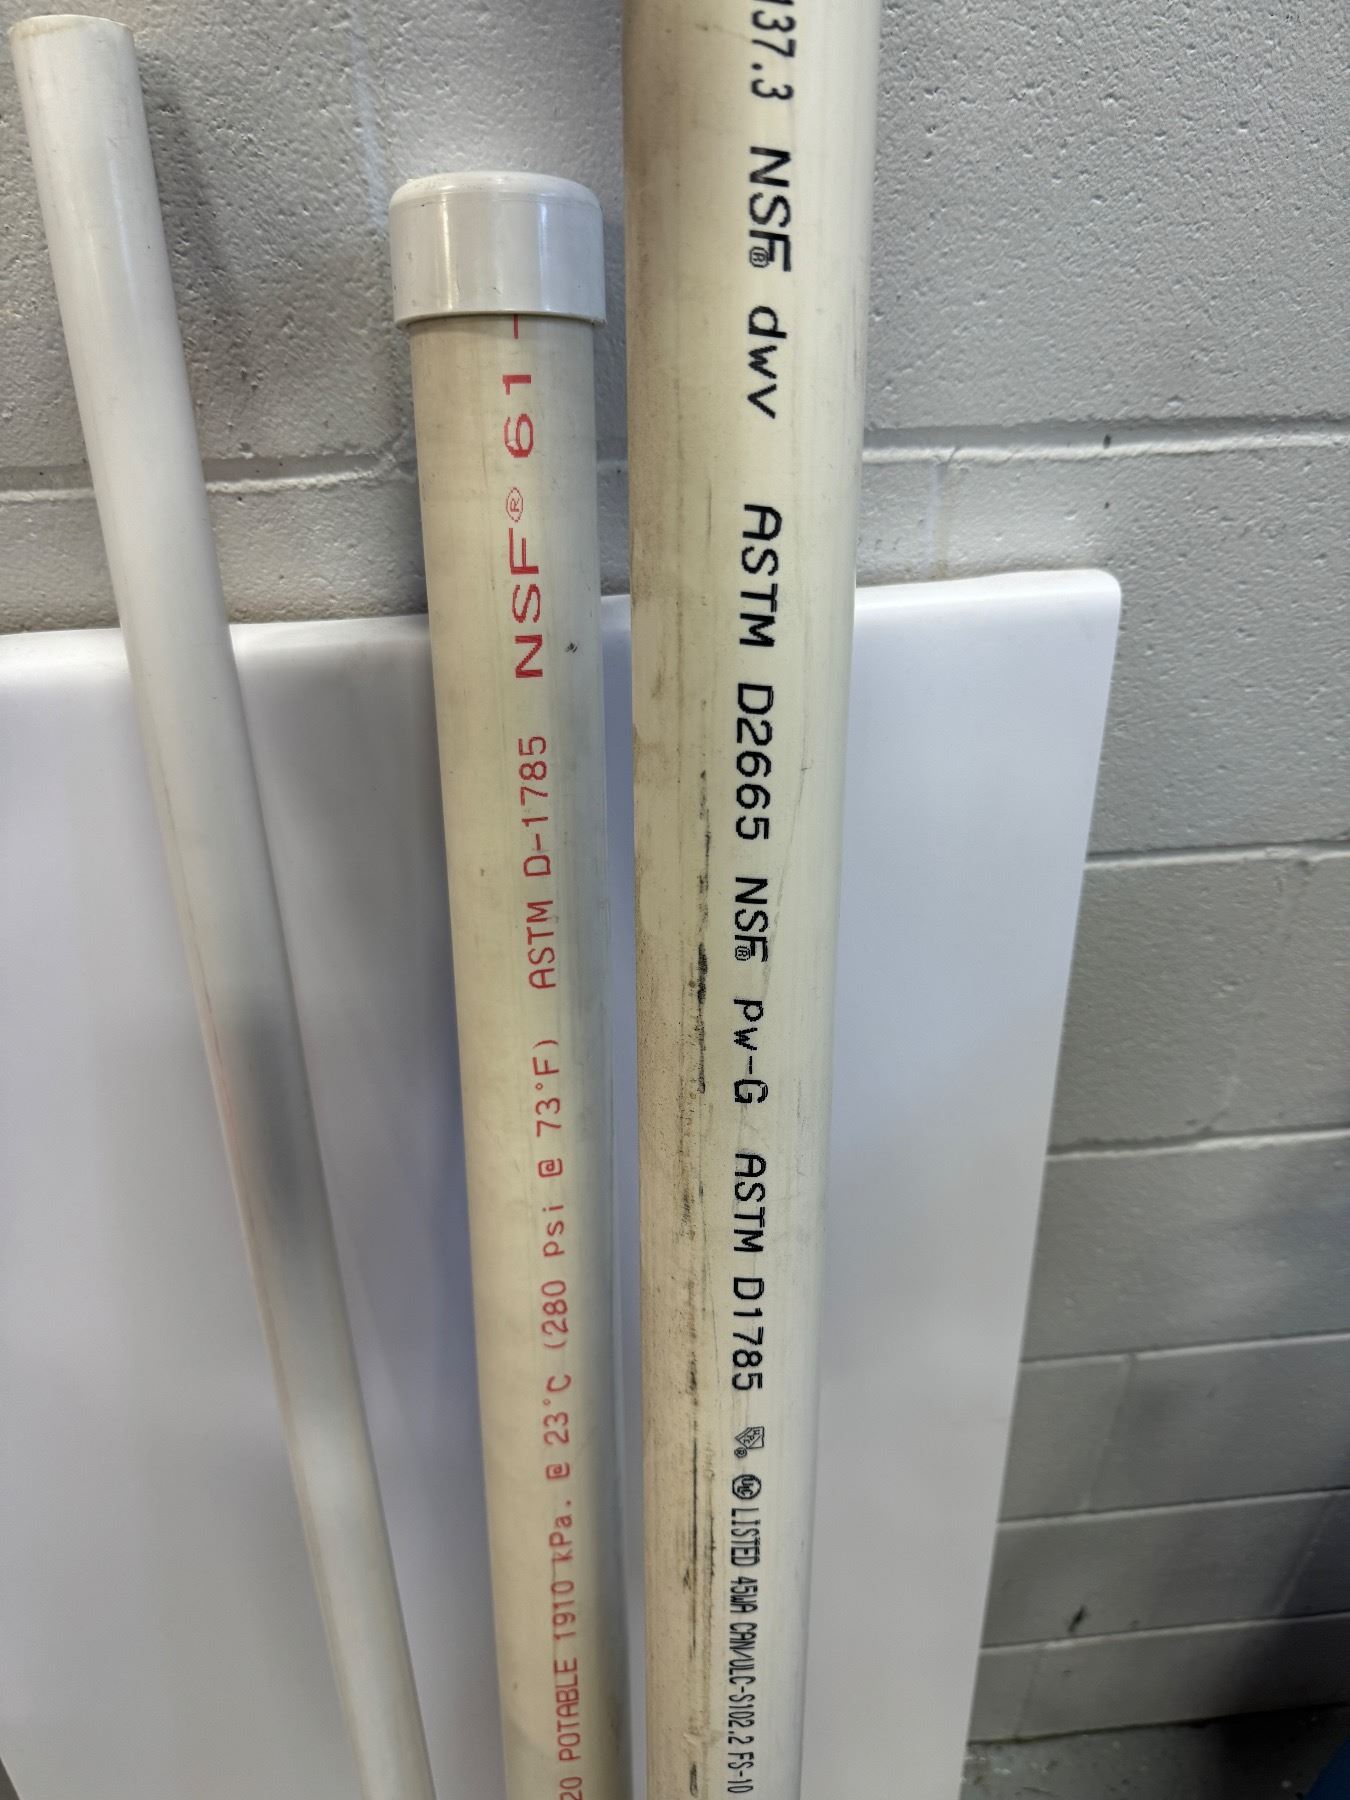 20 POTABLE 1910 kPa. @ 23°C (280 psi @ 73°F) ASTM D-1785 NSF® 61 -
137.3 NSF® dwv ASTM D2665 NSF® pw-G ASTM D1785 ULC LISTED 45WA CAN/ULC-S102.2 FS-10